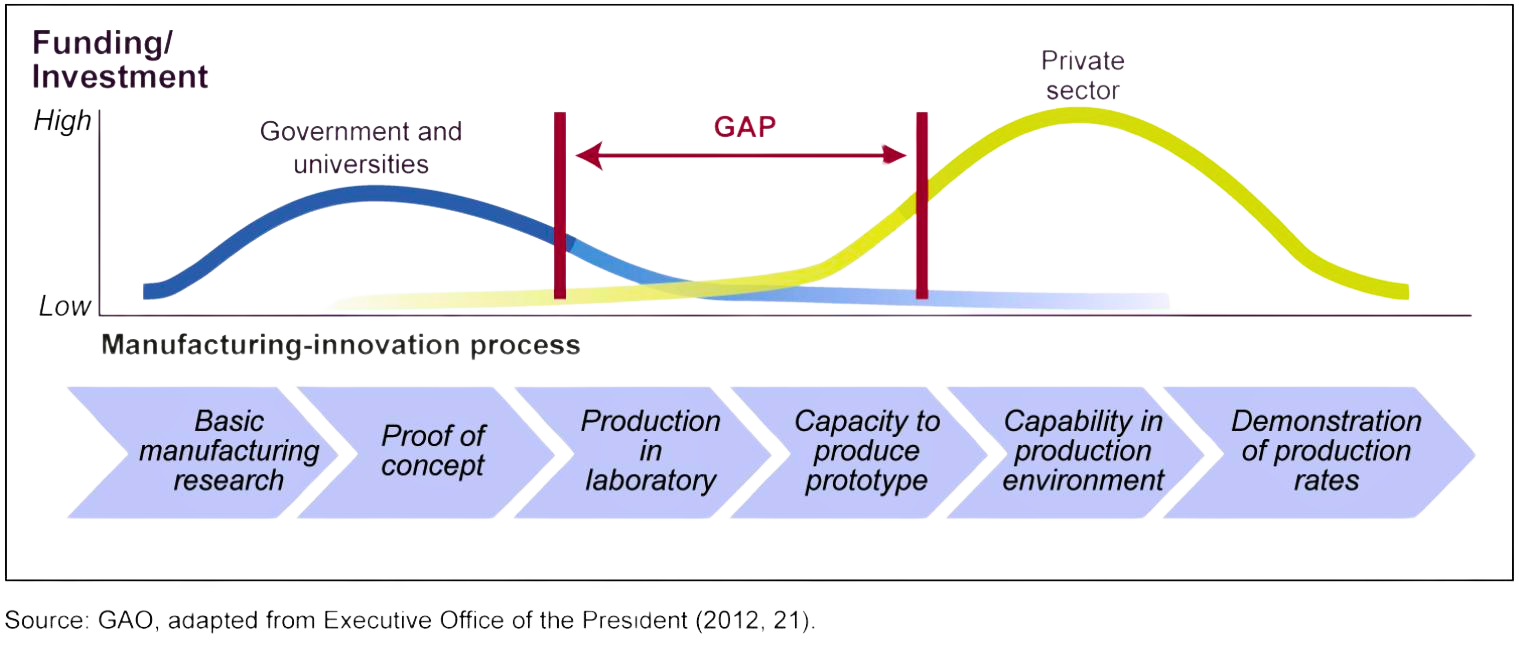 Funding/
Investment
High
Government and
universities
GAP
Private
sector
Low
Manufacturing-innovation process
Basic
manufacturing
research
Proof of
concept
Production
in
laboratory
Capacity to
produce
prototype
Capability in
production
environment
Demonstration
of production
rates
Source: GAO, adapted from Executive Office of the President (2012, 21).